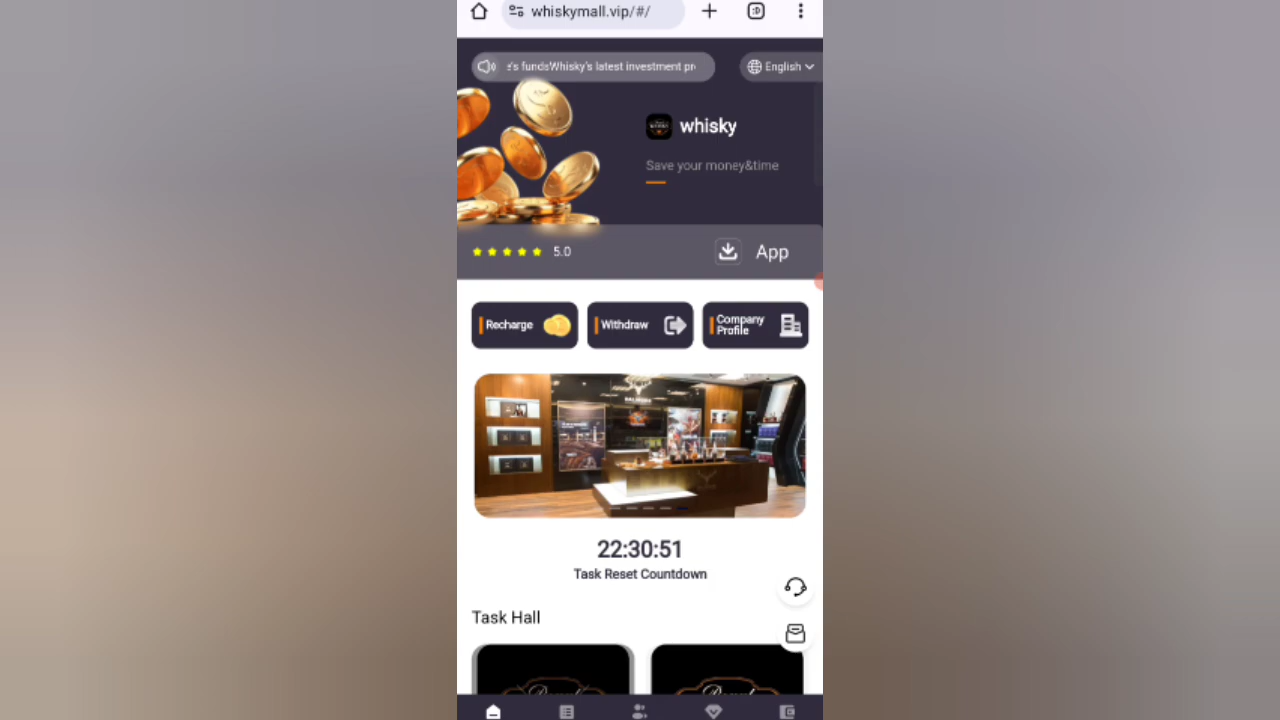 whiskymall.vip/#/
:D
's fundsWhisky's latest investment pr
English
whisky
Save your money&time
5.0
App
Recharge
Withdraw
Company
Profile
22:30:51
Task Reset Countdown
Task Hall